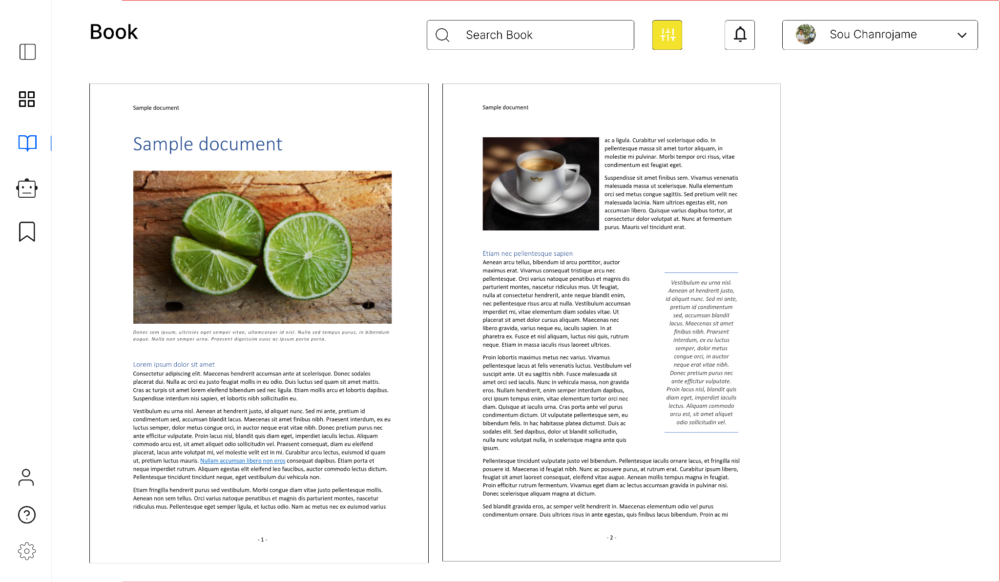 Book
Search Book
Sou Chanrojame
Sample document
Sample document
Donec sem ipsum, ultricies eget semper vitae, ullamcorper id nisl. Nulla sed tempus purus, in bibendum
augue. Nulla non semper urna. Praesent dignissim nunc ac ipsum porta porta.
Lorem ipsum dolor sit amet
Consectetur adipiscing elit. Maecenas hendrerit accumsan ante at scelerisque. Donec sodales
placerat dui. Nulla ac orci eu justo feugiat mollis in eu odio. Duis luctus sed quam sit amet mattis.
Cras ac turpis sit amet lorem eleifend bibendum sed nec ligula. Etiam mollis arcu et lobortis dapibus.
Suspendisse interdum nisi sapien, et lobortis nibh sollicitudin eu.
Vestibulum eu urna nisl. Aenean at hendrerit justo, id aliquet nunc. Sed mi ante, pretium id
condimentum sed, accumsan blandit lacus. Maecenas sit amet finibus nibh. Praesent interdum, ex eu
luctus semper, dolor metus congue orci, in auctor neque erat vitae nibh. Donec pretium purus nec
ante efficitur vulputate. Proin lacus nisl, blandit quis diam eget, imperdiet iaculis lectus. Aliquam
commodo arcu est, sit amet aliquet odio sollicitudin vel. Praesent consequat, diam eu eleifend
placerat, lacus ante volutpat mi, vel molestie velit est in mi. Curabitur arcu lectus, euismod id quam
ut, pretium luctus mauris. Nullam accumsan libero non eros consequat dapibus. Etiam porta et
neque imperdiet rutrum. Aliquam egestas elit eleifend leo faucibus, auctor commodo lectus dictum.
Pellentesque tincidunt tincidunt neque, eget vestibulum dui vehicula non.
Etiam fringilla hendrerit purus sed vestibulum. Morbi congue diam vitae justo pellentesque mollis.
Aenean non sem tellus. Orci varius natoque penatibus et magnis dis parturient montes, nascetur
ridiculus mus. Pellentesque eget semper ligula, et luctus odio. Nam ac metus nec ex euismod varius
- 1 -
Sample document
ac a ligula. Curabitur vel scelerisque odio. In
pellentesque massa sit amet tortor aliquam, in
molestie mi pulvinar. Morbi tempor orci risus, vitae
condimentum est feugiat eget.
Suspendisse sit amet finibus sem. Vivamus venenatis
malesuada massa ut scelerisque. Nulla elementum
orci sed metus congue sagittis. Sed pretium velit nec
malesuada lacinia. Nam ultrices egestas elit, non
accumsan libero. Quisque varius dapibus tortor, at
consectetur dolor volutpat at. Nunc at fermentum
purus. Mauris vel tincidunt erat.
Etiam nec pellentesque sapien
Aenean arcu tellus, bibendum id arcu porttitor, auctor
maximus erat. Vivamus consequat tristique arcu nec
pellentesque. Orci varius natoque penatibus et magnis dis
parturient montes, nascetur ridiculus mus. Ut feugiat,
nulla at consectetur hendrerit, ante neque blandit enim,
nec pellentesque risus arcu at nulla. Vestibulum accumsan
imperdiet mi, vitae elementum diam sodales vitae. Ut
placerat sit amet dolor cursus aliquam. Maecenas nec
libero gravida, varius neque eu, iaculis sapien. In at
pharetra ex. Fusce et nisl aliquam, luctus nisi quis, rutrum
neque. Etiam in massa iaculis risus laoreet ultrices.
Proin lobortis maximus metus nec varius. Vivamus
pellentesque lacus at felis venenatis luctus. Vestibulum vel
suscipit ante. Ut eu sagittis nibh. Fusce malesuada sit
amet orci sed iaculis. Nunc in vehicula massa, non gravida
eros. Nullam hendrerit, enim semper interdum dapibus,
orci ipsum tempus enim, vitae elementum tortor orci nec
diam. Quisque at iaculis urna. Cras porta ante vel purus
condimentum dictum. Ut vulputate pellentesque sem, eu
bibendum felis. In hac habitasse platea dictumst. Duis ac
sodales elit. Sed dapibus, dolor ut blandit sollicitudin,
nulla nunc volutpat nulla, in scelerisque magna ante quis
ipsum.
Vestibulum eu urna nisl.
Aenean at hendrerit justo,
id aliquet nunc. Sed mi ante,
pretium id condimentum
sed, accumsan blandit
lacus. Maecenas sit amet
finibus nibh. Praesent
interdum, ex eu luctus
semper, dolor metus
congue orci, in auctor
neque erat vitae nibh.
Donec pretium purus nec
ante efficitur vulputate.
Proin lacus nisl, blandit quis
diam eget, imperdiet iaculis
lectus. Aliquam commodo
arcu est, sit amet aliquet
odio sollicitudin vel.
Pellentesque tincidunt vulputate justo vel bibendum. Pellentesque iaculis ornare lacus, et fringilla nisl
posuere id. Maecenas id feugiat nibh. Nunc ac posuere purus, at rutrum erat. Curabitur ipsum libero,
feugiat sit amet laoreet consequat, eleifend vitae augue. Aenean mollis tempus magna in feugiat.
Proin efficitur rutrum fermentum. Vivamus eget diam ac lectus accumsan gravida in pulvinar nisi.
Donec scelerisque aliquam magna at dictum.
Sed blandit gravida eros, ac semper velit hendrerit in. Maecenas elementum odio vel purus
condimentum ornare. Duis ultrices risus in ante egestas, quis finibus lacus bibendum. Proin ac mi
- 2 -